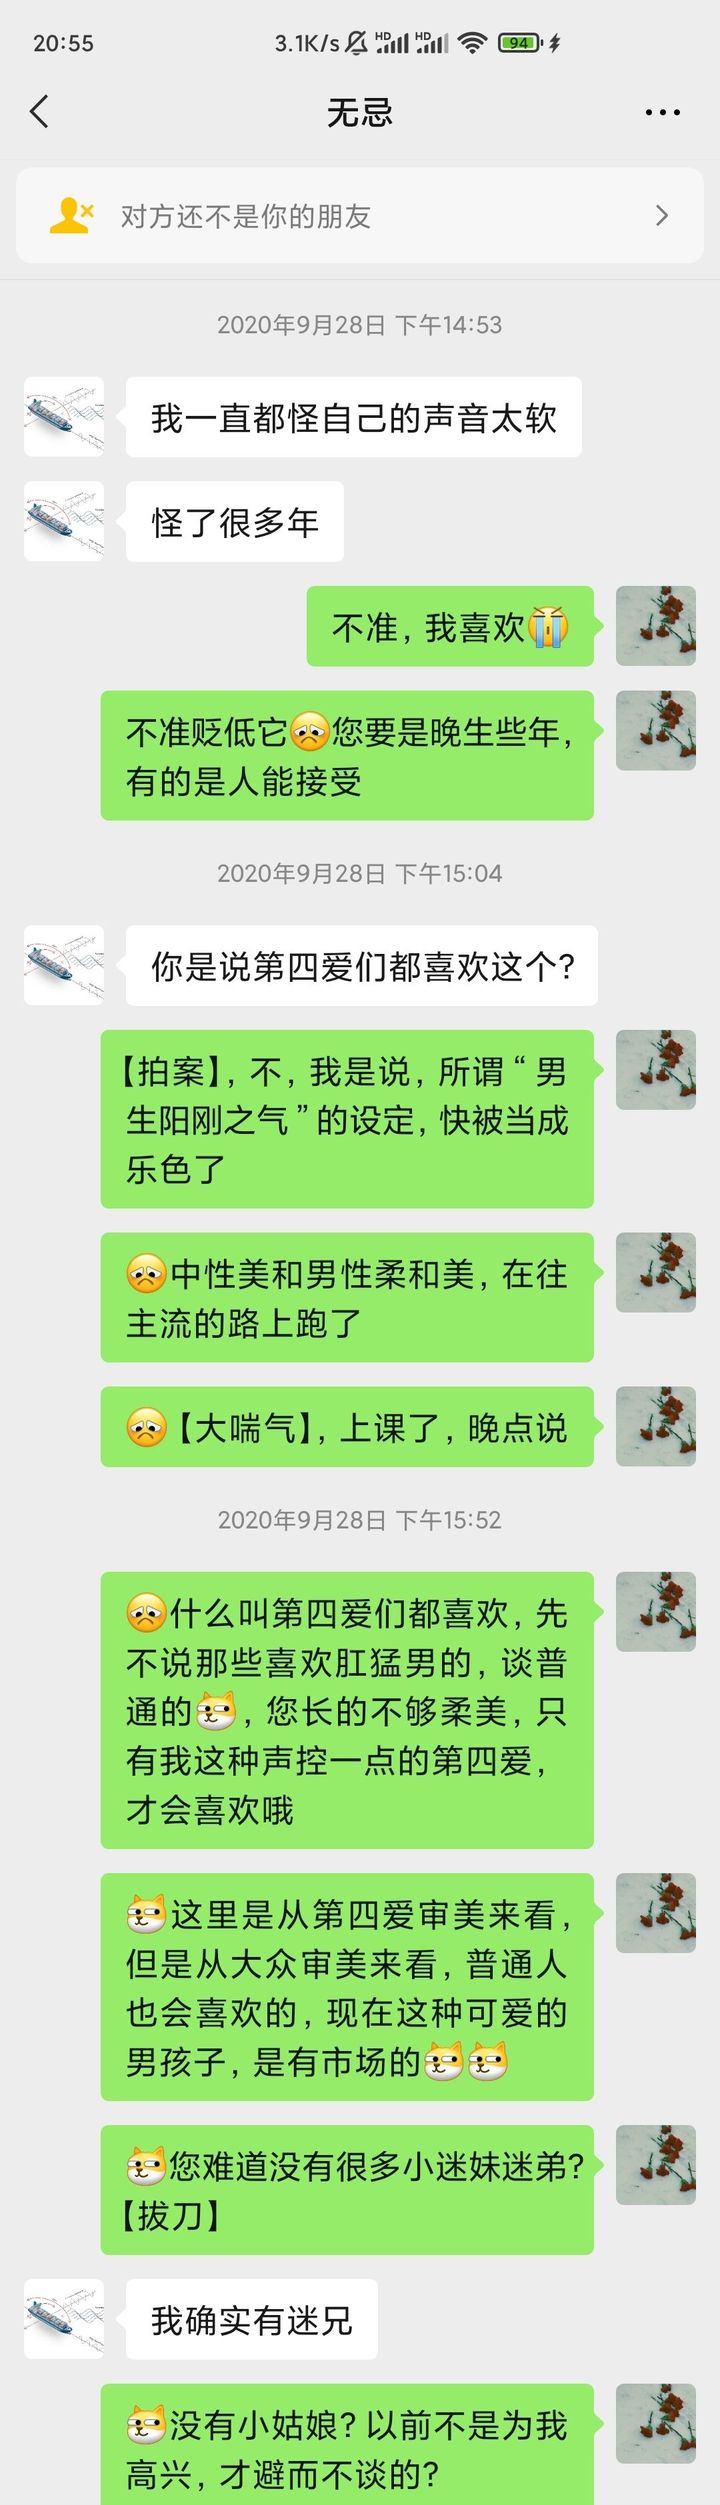 20:55
3.1K/s HD HD 94
无忌
对方还不是你的朋友
2020年9月28日 下午14:53
我一直都怪自己的声音太软
怪了很多年
不准，我喜欢😭
不准贬低它🙁您要是晚生些年，
有的是人能接受
2020年9月28日 下午15:04
你是说第四爱们都喜欢这个？
【拍案】，不，我是说，所谓“男
生阳刚之气”的设定，快被当成
乐色了
🙁中性美和男性柔和美，在往
主流的路上跑了
🙁【大喘气】，上课了，晚点说
2020年9月28日 下午15:52
🙁什么叫第四爱们都喜欢，先
不说那些喜欢肛猛男的，谈普
通的，您长的不够柔美，只
有我这种声控一点的第四爱，
才会喜欢哦
这里是从第四爱审美来看，
但是从大众审美来看，普通人
也会喜欢的，现在这种可爱的
男孩子，是有市场的
您难道没有很多小迷妹迷弟？
【拔刀】
我确实有迷兄
没有小姑娘？以前不是为我
高兴，才避而不谈的？